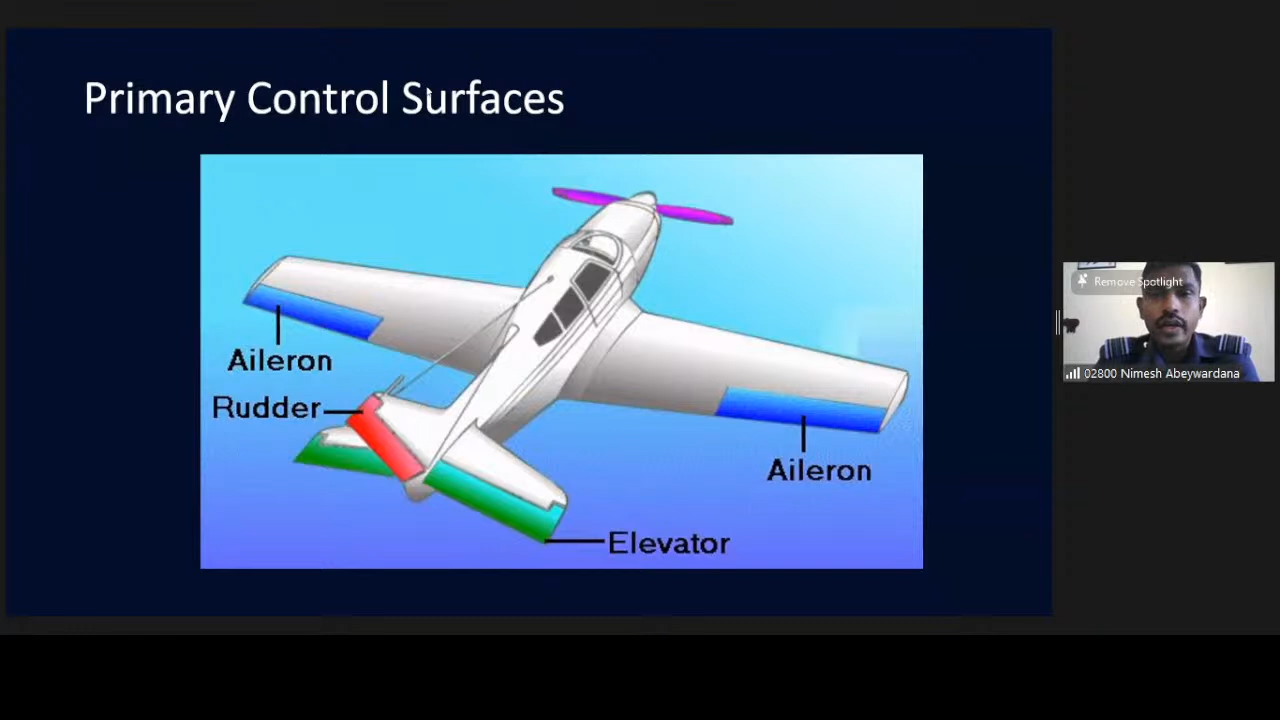 Primary Control Surfaces
Aileron
Rudder
Aileron
Elevator
Remove Spotlight
02800 Nimesh Abeywardana